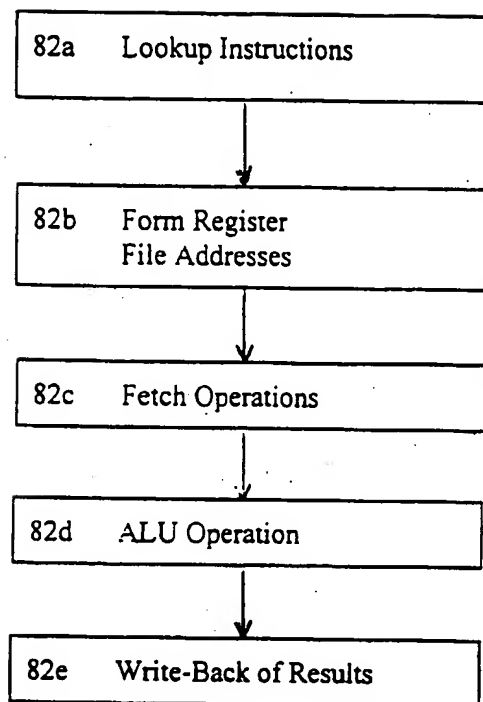 82a Lookup Instructions
82b Form Register
File Addresses
82c Fetch Operations
82d ALU Operation
82e Write-Back of Results